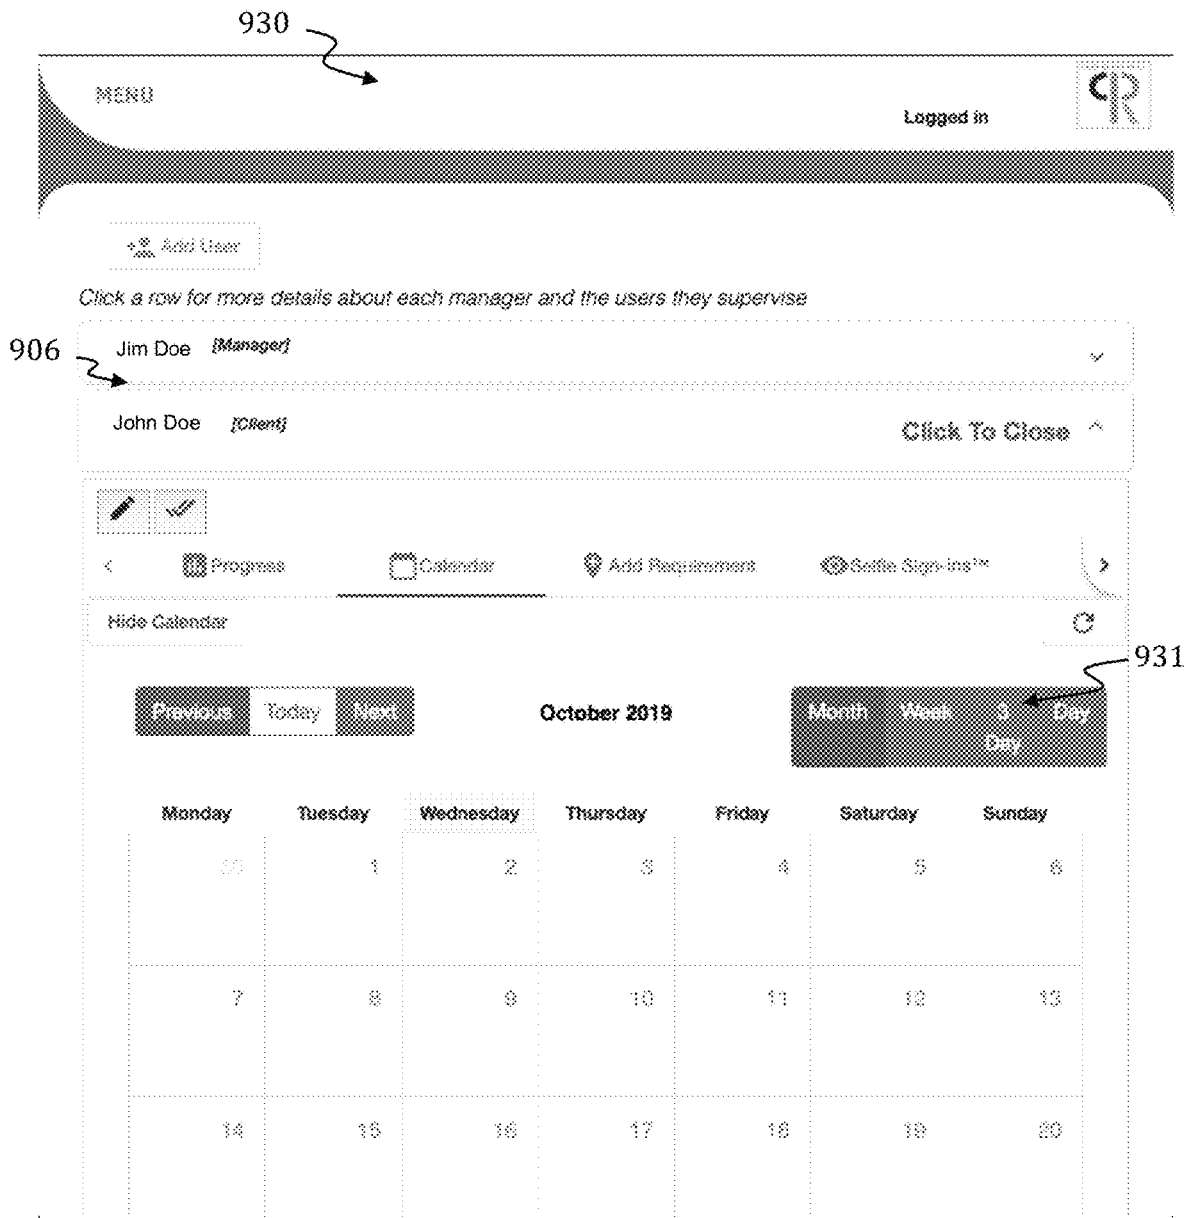 930
MENU
Logged in
CR
Add User
Click a row for more details about each manager and the users they supervise
906
Jim Doe [Manager]
John Doe [Client] Click To Close
Progress Calendar Add Requirement Selfie Sign-ins™
Hide Calendar
931
Previous Today Next October 2019 Month Week 3 Day Day
Monday Tuesday Wednesday Thursday Friday Saturday Sunday
30 1 2 3 4 5 6
7 8 9 10 11 12 13
14 15 16 17 18 19 20